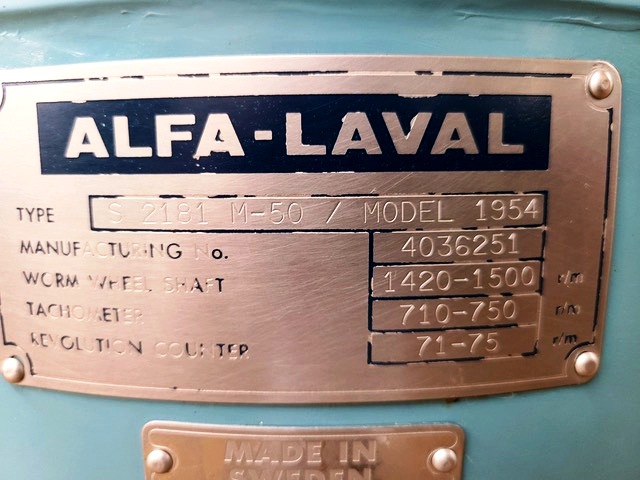 ALFA-LAVAL
TYPE S 2181 M-50 / MODEL 1954
MANUFACTURING No. 4036251
WORM WHEEL SHAFT 1420-1500 r/m
TACHOMETER 710-750 r/m
REVOLUTION COUNTER 71-75 r/m
MADE IN
SWEDEN